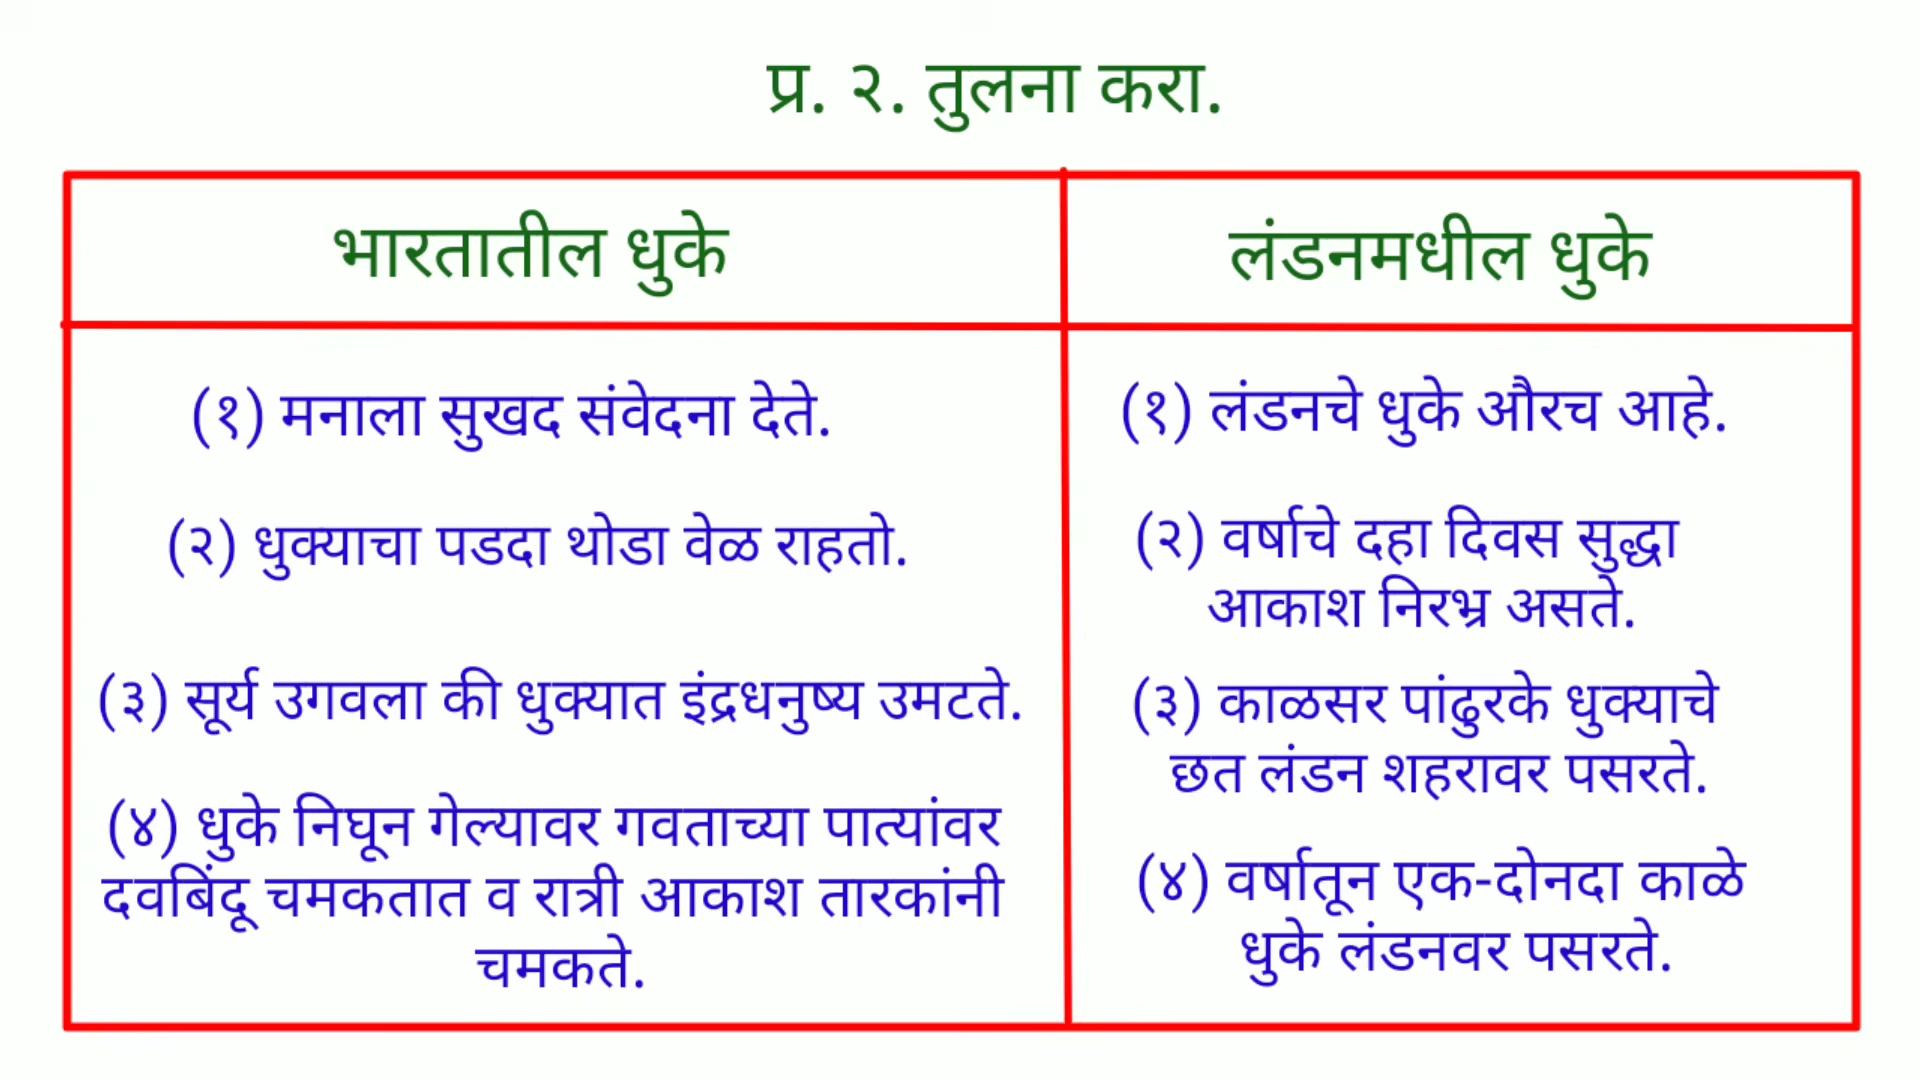 प्र. २. तुलना करा.
भारतातील धुके
लंडनमधील धुके
(१) मनाला सुखद संवेदना देते.
(२) धुक्याचा पडदा थोडा वेळ राहतो.
(३) सूर्य उगवला की धुक्यात इंद्रधनुष्य उमटते.
(४) धुके निघून गेल्यावर गवताच्या पात्यांवर
दवबिंदू चमकतात व रात्री आकाश तारकांनी
चमकते.
(१) लंडनचे धुके औरच आहे.
(२) वर्षाचे दहा दिवस सुद्धा
आकाश निरभ्र असते.
(३) काळसर पांढुरके धुक्याचे
छत लंडन शहरावर पसरते.
(४) वर्षातून एक-दोनदा काळे
धुके लंडनवर पसरते.